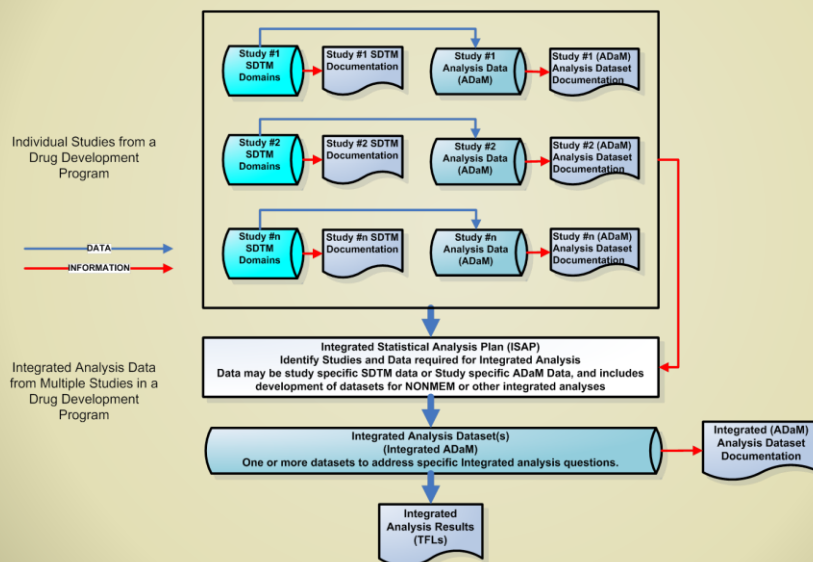 Study #1
SDTM
Domains
Study #1 SDTM
Documentation
Study #1
Analysis Data
(ADaM)
Study #1 (ADaM)
Analysis Dataset
Documentation
Individual Studies from a
Drug Development
Program
Study #2
SDTM
Domains
Study #2 SDTM
Documentation
Study #2
Analysis Data
(ADaM)
Study #2 (ADaM)
Analysis Dataset
Documentation
DATA
INFORMATION
Study #n
SDTM
Domains
Study #n SDTM
Documentation
Study #n
Analysis Data
(ADaM)
Study #n (ADaM)
Analysis Dataset
Documentation
Integrated Analysis Data
from Multiple Studies in a
Drug Development
Program
Integrated Statistical Analysis Plan (ISAP)
Identify Studies and Data required for Integrated Analysis
Data may be study specific SDTM data or Study specific ADaM Data, and includes
development of datasets for NONMEM or other integrated analyses
Integrated Analysis Dataset(s)
(Integrated ADaM)
One or more datasets to address specific Integrated analysis questions.
Integrated (ADaM)
Analysis Dataset
Documentation
Integrated
Analysis Results
(TFLs)